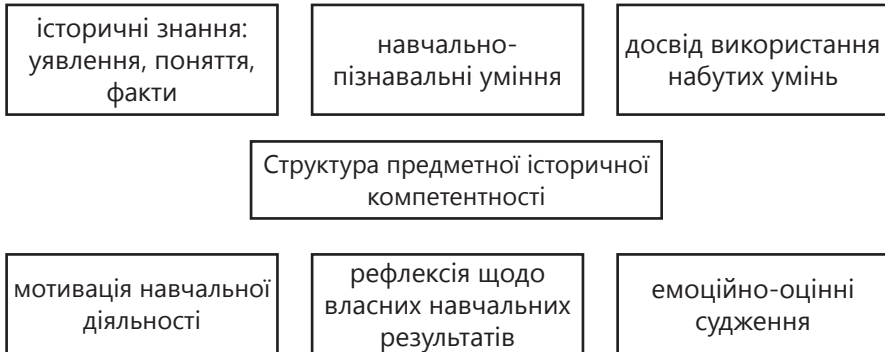 історичні знання:
уявлення, поняття,
факти
навчально-
пізнавальні уміння
досвід використання
набутих умінь
Структура предметної історичної
компетентності
мотивація навчальної
діяльності
рефлексія щодо
власних навчальних
результатів
емоційно-оцінні
судження